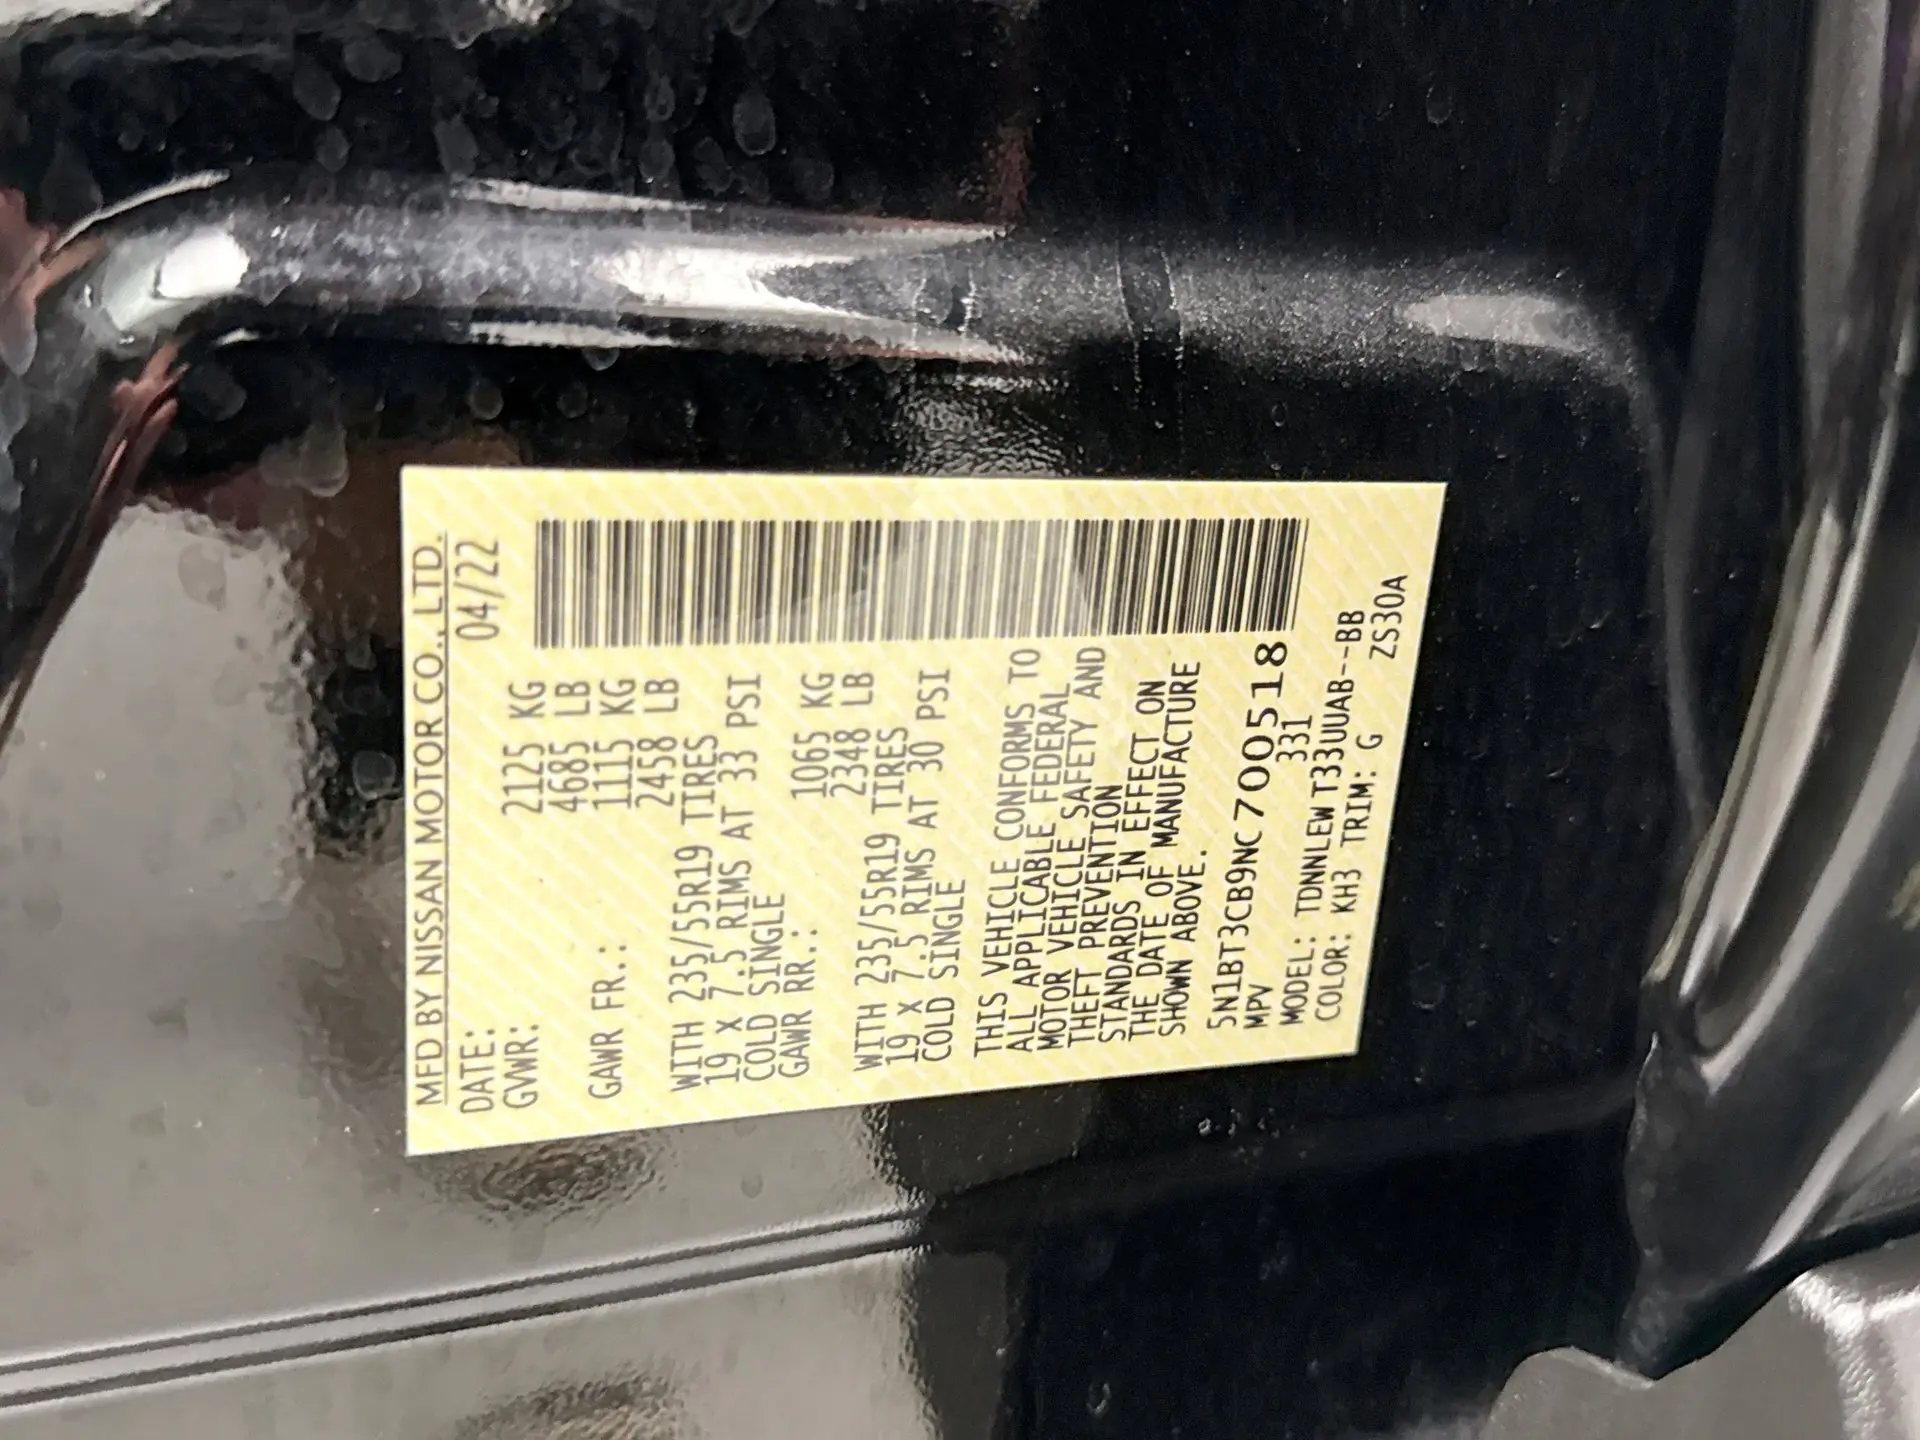 MFD BY NISSAN MOTOR CO., LTD.
DATE: 04/22
GVWR: 2125 KG
4685 LB
GAWR FR.: 1115 KG
2458 LB
WITH 235/55R19 TIRES
19 X 7.5 RIMS AT 33 PSI
COLD SINGLE
GAWR RR.: 1065 KG
2348 LB
WITH 235/55R19 TIRES
19 X 7.5 RIMS AT 30 PSI
COLD SINGLE
THIS VEHICLE CONFORMS TO
ALL APPLICABLE FEDERAL
MOTOR VEHICLE SAFETY AND
THEFT PREVENTION
STANDARDS IN EFFECT ON
THE DATE OF MANUFACTURE
SHOWN ABOVE.
5N1BT3CB9NC700518
MPV 331
MODEL: TDNNLEW T33UUAB--BB
COLOR: KH3 TRIM: G ZS30A